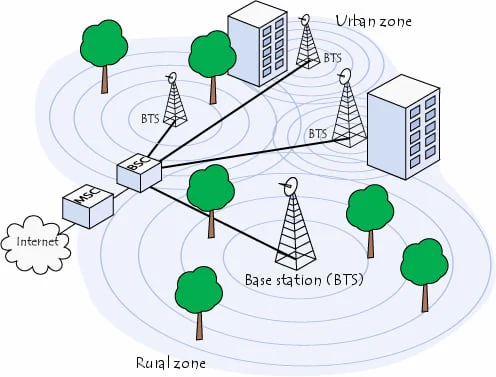 Urban zone
BTS
BTS
BTS
BSC
MSC
Internet
Base station (BTS)
Rural zone